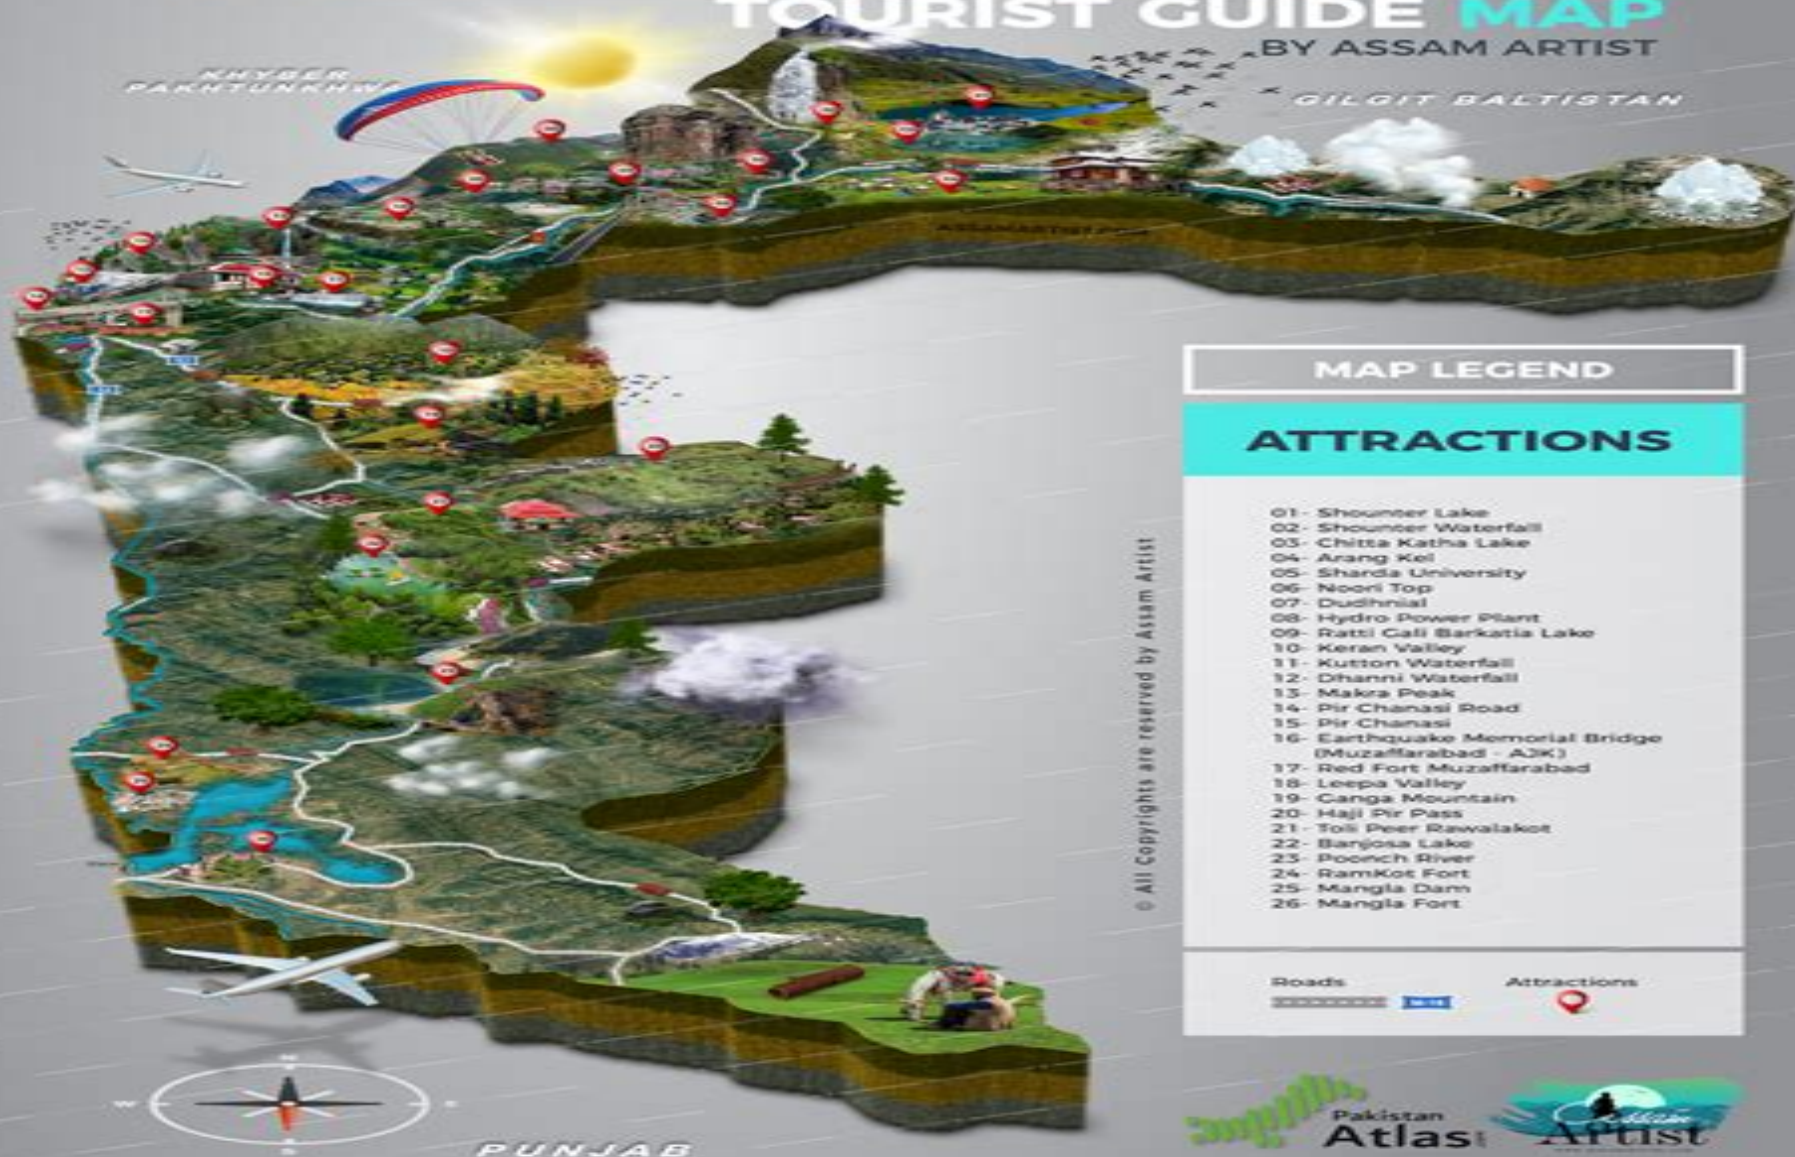 TOURIST GUIDE MAP
BY ASSAM ARTIST
KHYBER
PAKHTUNKHWA
GILGIT BALTISTAN
ASSAMARTIST.COM
MAP LEGEND
ATTRACTIONS
01- Shounter Lake
02- Shounter Waterfall
03- Chitta Katha Lake
04- Arang Kel
05- Sharda University
06- Noori Top
07- Dudhnial
08- Hydro Power Plant
09- Ratti Gali Barkatia Lake
10- Keran Valley
11- Kutton Waterfall
12- Dhanni Waterfall
13- Makra Peak
14- Pir Chanasi Road
15- Pir Chanasi
16- Earthquake Memorial Bridge
(Muzaffarabad - AJK)
17- Red Fort Muzaffarabad
18- Leepa Valley
19- Ganga Mountain
20- Haji Pir Pass
21- Toli Peer Rawalakot
22- Banjosa Lake
23- Poonch River
24- RamKot Fort
25- Mangla Dam
26- Mangla Fort
Roads
Attractions
© All Copyrights are reserved by Assam Artist
N
W
E
S
PUNJAB
Pakistan
Atlas
Assam
Artist